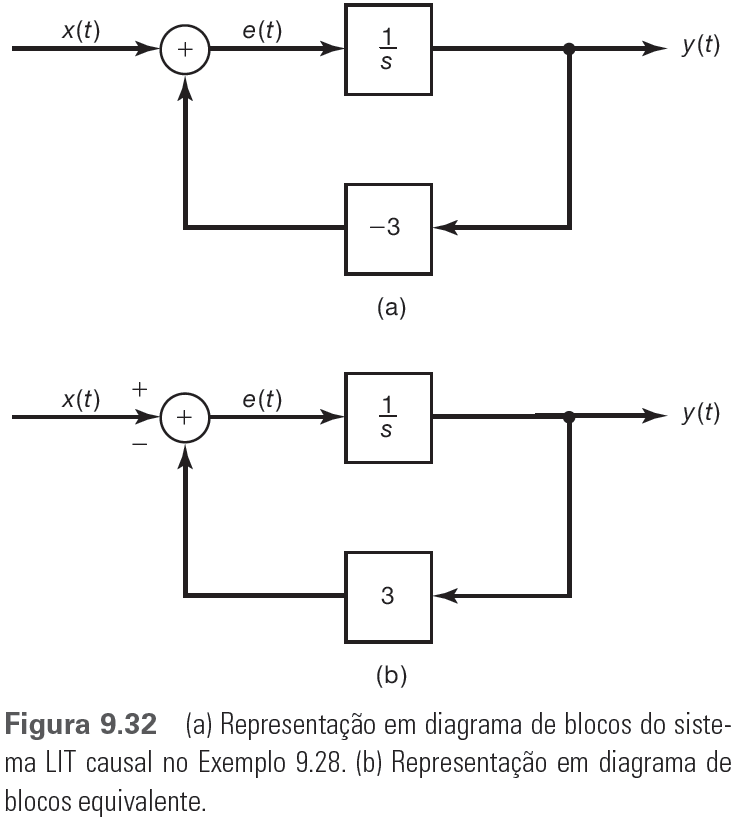 x(t) + e(t) 1/s y(t)
−3
(a)
x(t) + − + e(t) 1/s y(t)
3
(b)
Figura 9.32 (a) Representação em diagrama de blocos do siste-
ma LIT causal no Exemplo 9.28. (b) Representação em diagrama de
blocos equivalente.